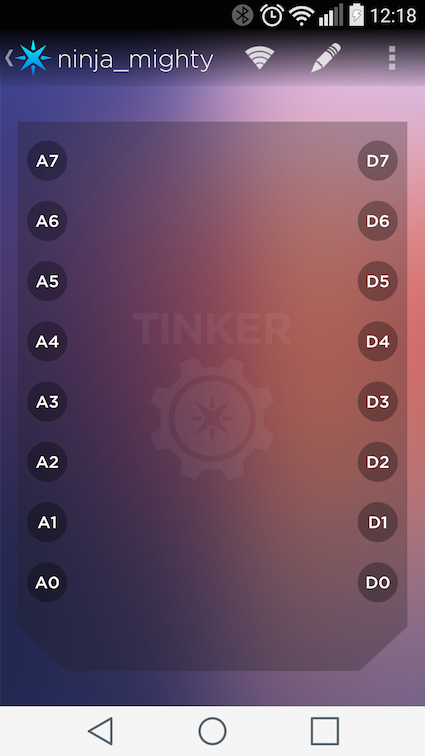 12:18
ninja_mighty
A7 D7
A6 D6
A5 D5
TINKER
A4 D4
A3 D3
A2 D2
A1 D1
A0 D0